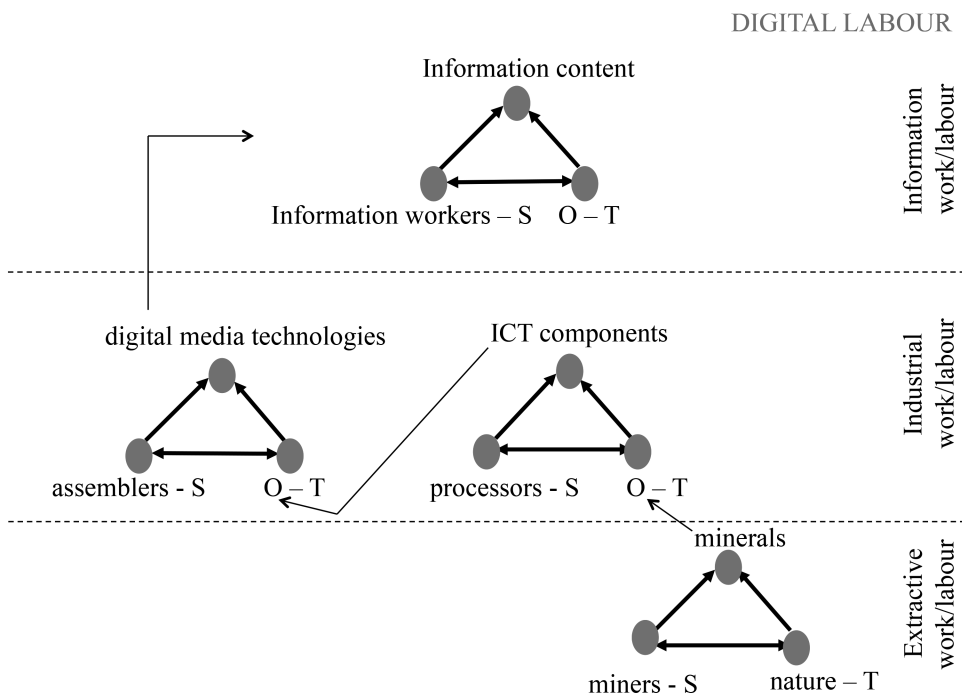 DIGITAL LABOUR
Information content
Information workers – S
O – T
Information
work/labour
digital media technologies
ICT components
assemblers - S
O – T
processors - S
O – T
Industrial
work/labour
minerals
miners - S
nature – T
Extractive
work/labour